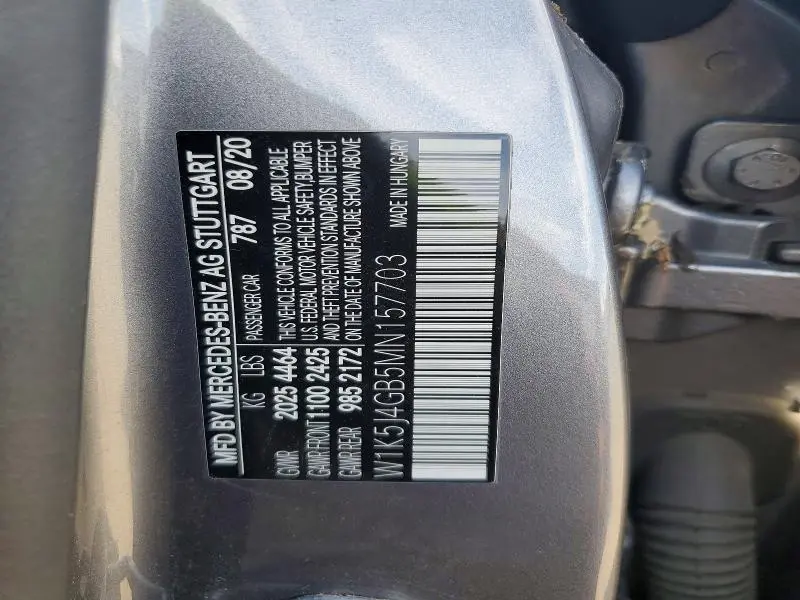 MFD BY MERCEDES-BENZ AG STUTTGART
PASSENGER CAR 787 08/20
KG LBS
GVWR 2025 4464
GAWR FRONT 1100 2425
GAWR REAR 985 2172
THIS VEHICLE CONFORMS TO ALL APPLICABLE
U.S. FEDERAL MOTOR VEHICLE SAFETY,BUMPER
AND THEFT PREVENTION STANDARDS IN EFFECT
ON THE DATE OF MANUFACTURE SHOWN ABOVE
W1K5J4GB5MN157703 MADE IN HUNGARY